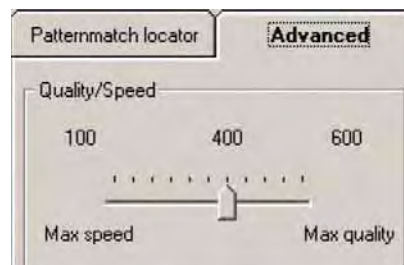 Patternmatch locator Advanced
Quality/Speed
100 400 600
Max speed Max quality